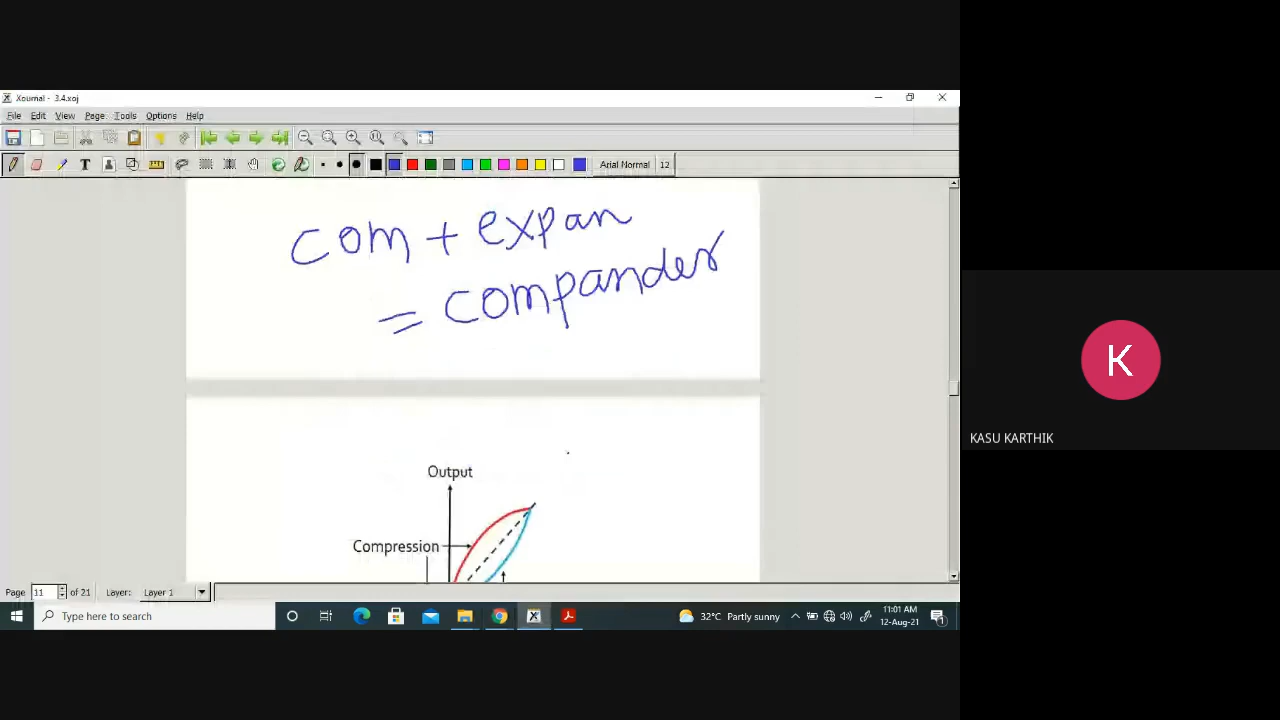 Xournal - 3.4.xoj
File Edit View Page Tools Options Help
T Arial Normal 12
com + expan
= compander
Output
Compression
Page 11 of 21 Layer: Layer 1
Type here to search
32°C Partly sunny
11:01 AM
12-Aug-21
1
K
KASU KARTHIK